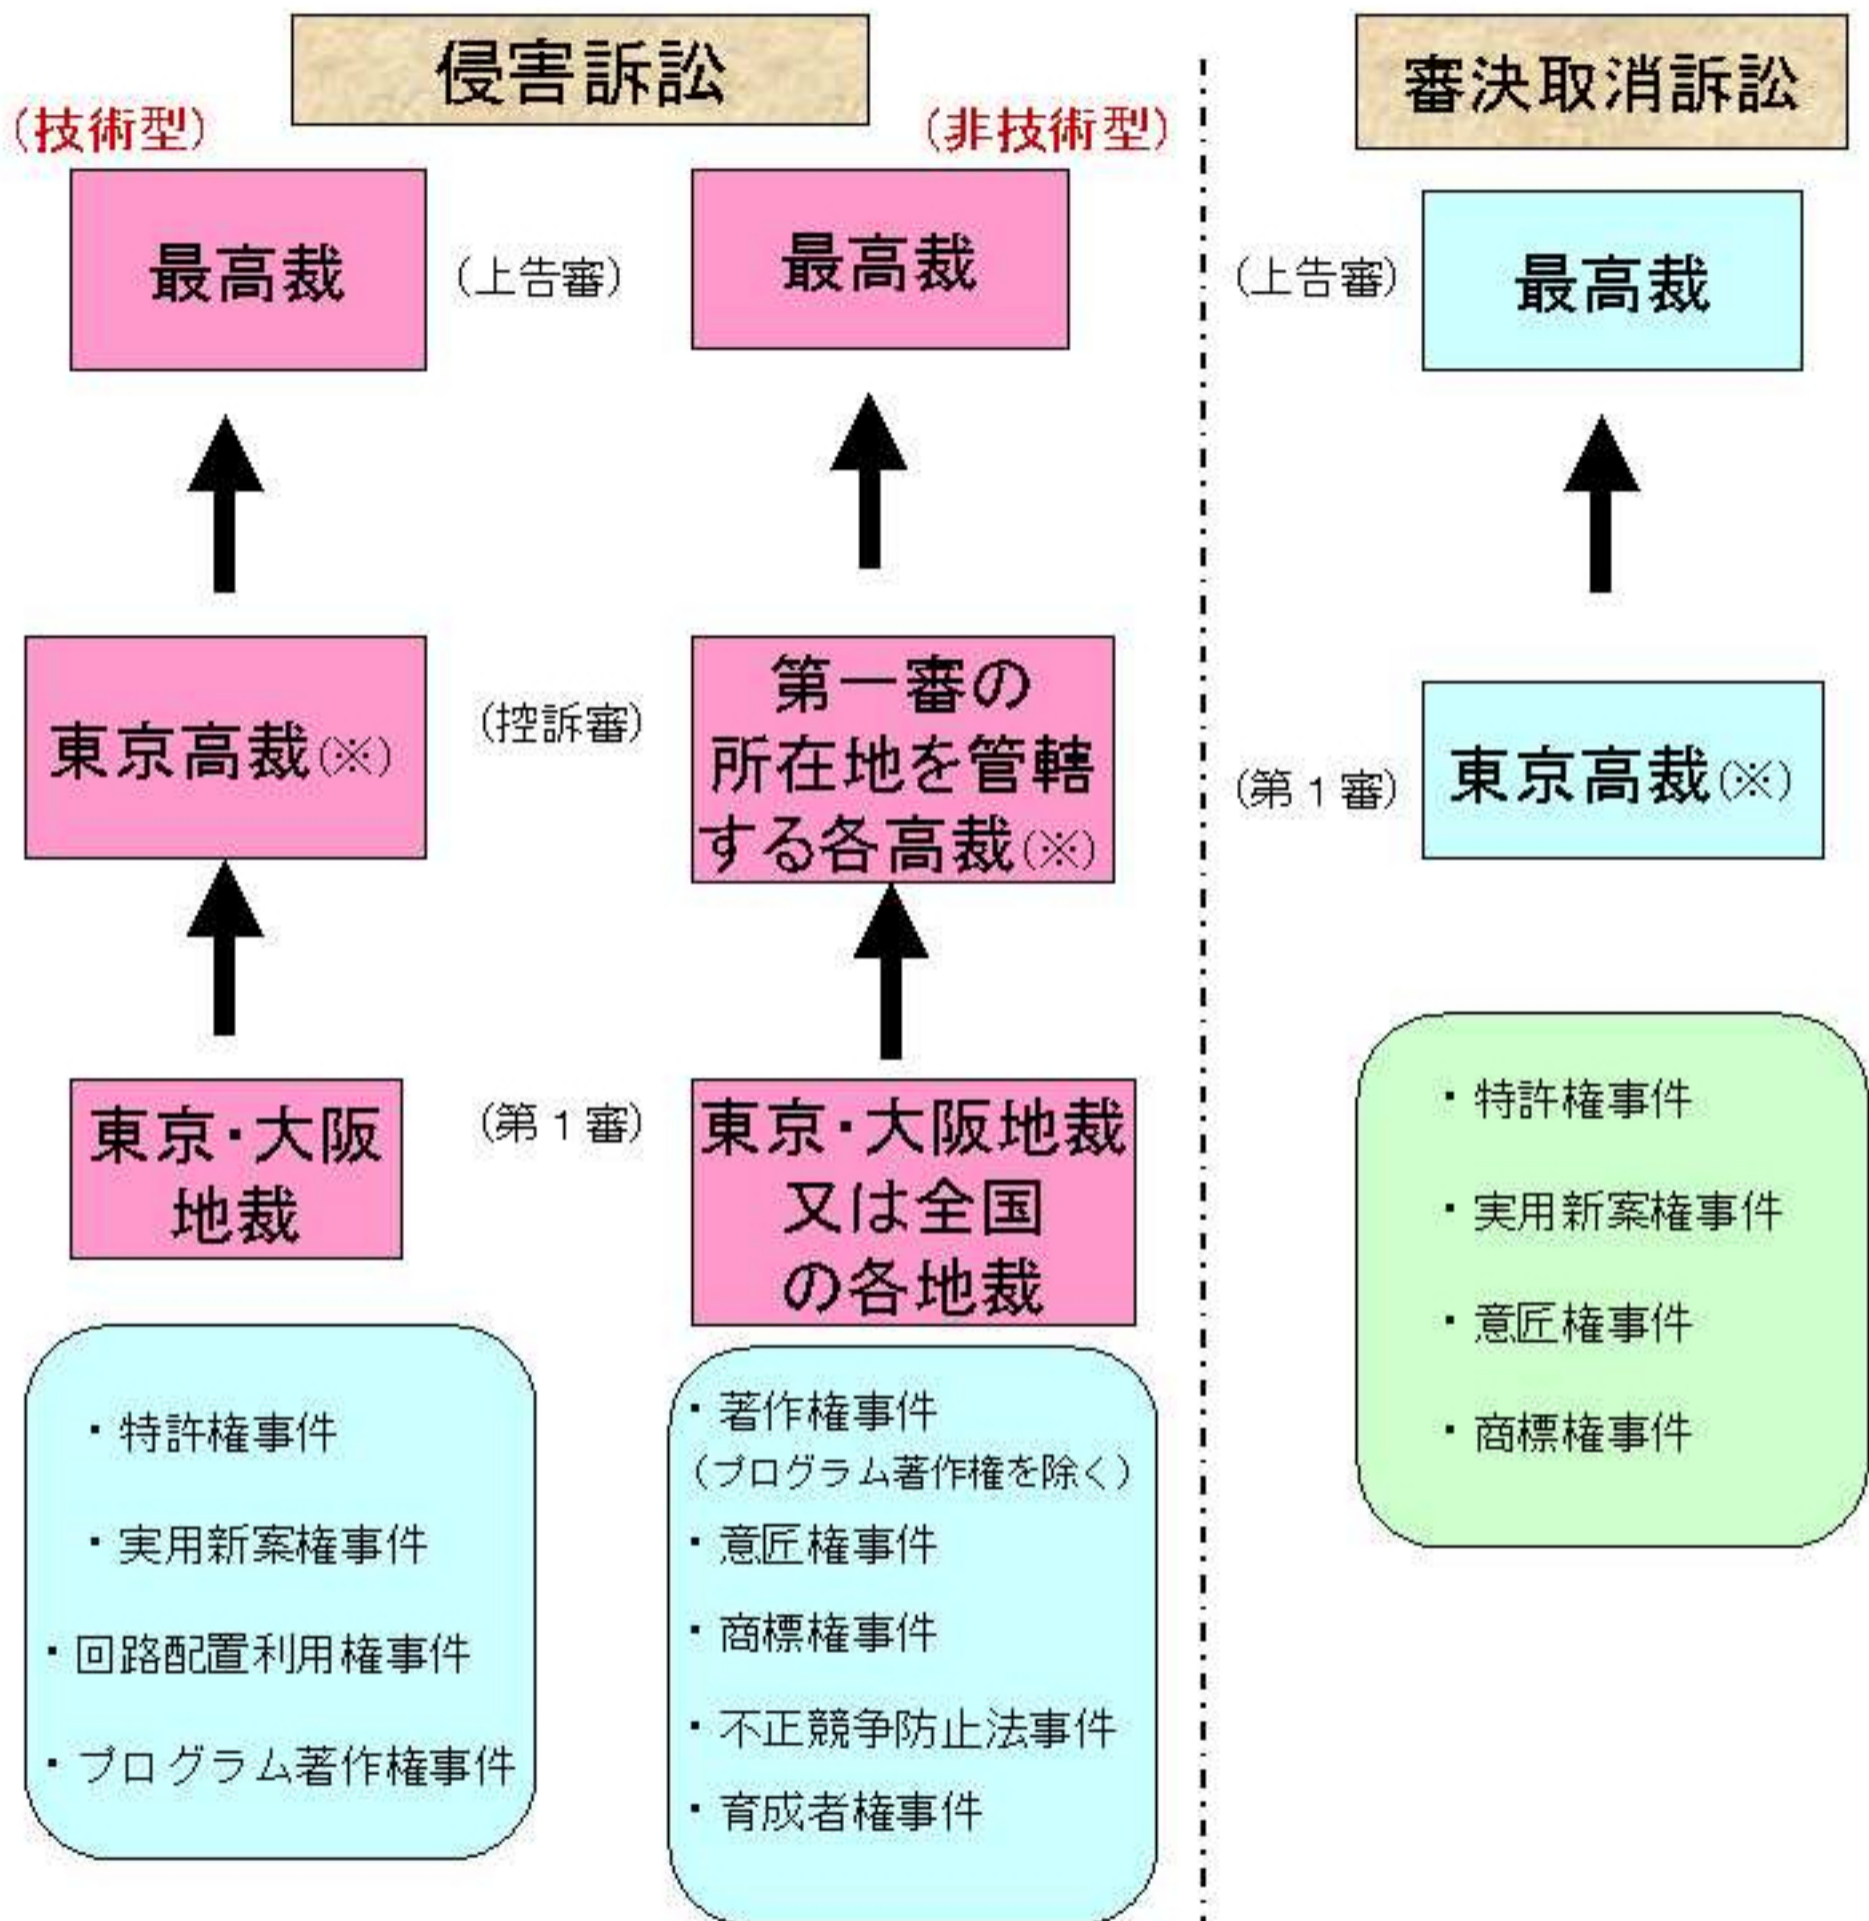 侵害訴訟
(技術型)
(非技術型)
最高裁
(上告審)
最高裁
東京高裁(※)
(控訴審)
第一審の
所在地を管轄
する各高裁(※)
東京・大阪
地裁
(第1審)
東京・大阪地裁
又は全国
の各地裁
・特許権事件
・実用新案権事件
・回路配置利用権事件
・プログラム著作権事件
・著作権事件
(プログラム著作権を除く)
・意匠権事件
・商標権事件
・不正競争防止法事件
・育成者権事件
審決取消訴訟
(上告審)
最高裁
(第1審)
東京高裁(※)
・特許権事件
・実用新案権事件
・意匠権事件
・商標権事件